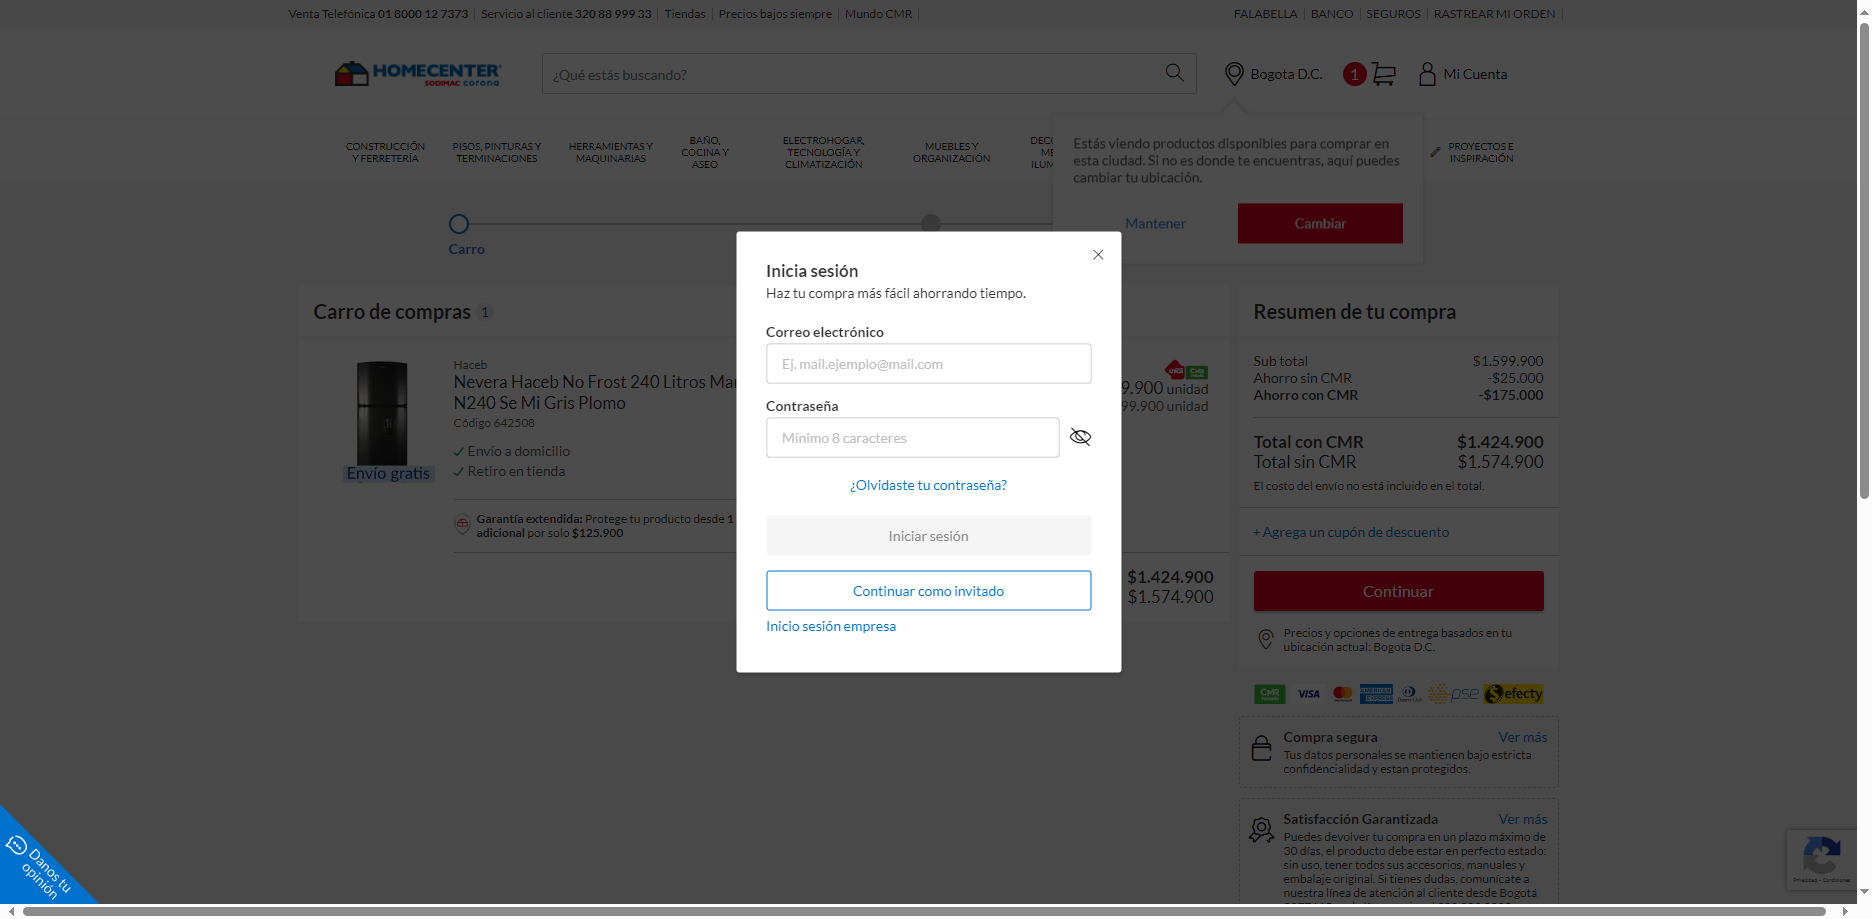 Venta Telefónica 01 8000 12 7373 Servicio al cliente 320 88 999 33 Tiendas Precios bajos siempre Mundo CMR
FALABELLA BANCO SEGUROS RASTREAR MI ORDEN
HOMECENTER
SODIMAC corona
¿Qué estás buscando?
Bogota D.C.
1
Mi Cuenta
CONSTRUCCIÓN
Y FERRETERÍA
PISOS, PINTURAS Y
TERMINACIONES
HERRAMIENTAS Y
MAQUINARIAS
BAÑO,
COCINA Y
ASEO
ELECTROHOGAR,
TECNOLOGÍA Y
CLIMATIZACIÓN
MUEBLES Y
ORGANIZACIÓN
PROYECTOS E
INSPIRACIÓN
Estás viendo productos disponibles para comprar en
esta ciudad. Si no es donde te encuentras, aquí puedes
cambiar tu ubicación.
Mantener
Cambiar
Carro
Inicia sesión
Haz tu compra más fácil ahorrando tiempo.
Correo electrónico
Ej. mail.ejemplo@mail.com
Contraseña
Mínimo 8 caracteres
¿Olvidaste tu contraseña?
Iniciar sesión
Continuar como invitado
Inicio sesión empresa
Carro de compras 1
Haceb
Nevera Haceb No Frost 240 Litros Mar
N240 Se Mi Gris Plomo
Código 642508
Envío a domicilio
Retiro en tienda
Envío gratis
Garantía extendida: Protege tu producto desde 1
adicional por solo $125.900
9.900 unidad
99.900 unidad
$1.424.900
$1.574.900
Resumen de tu compra
Sub total $1.599.900
Ahorro sin CMR -$25.000
Ahorro con CMR -$175.000
Total con CMR $1.424.900
Total sin CMR $1.574.900
El costo del envío no está incluido en el total.
+ Agrega un cupón de descuento
Continuar
Precios y opciones de entrega basados en tu
ubicación actual: Bogota D.C.
CMR VISA AMERICAN EXPRESS pse efecty
Compra segura Ver más
Tus datos personales se mantienen bajo estricta
confidencialidad y estan protegidos.
Satisfacción Garantizada Ver más
Puedes devolver tu compra en un plazo máximo de
30 días, el producto debe estar en perfecto estado:
sin uso, tener todos sus accesorios, manuales y
embalaje original. Si tienes dudas, comunícate a
nuestra línea de atención al cliente desde Bogotá
Danos tu
opinión
Privacidad - Condiciones